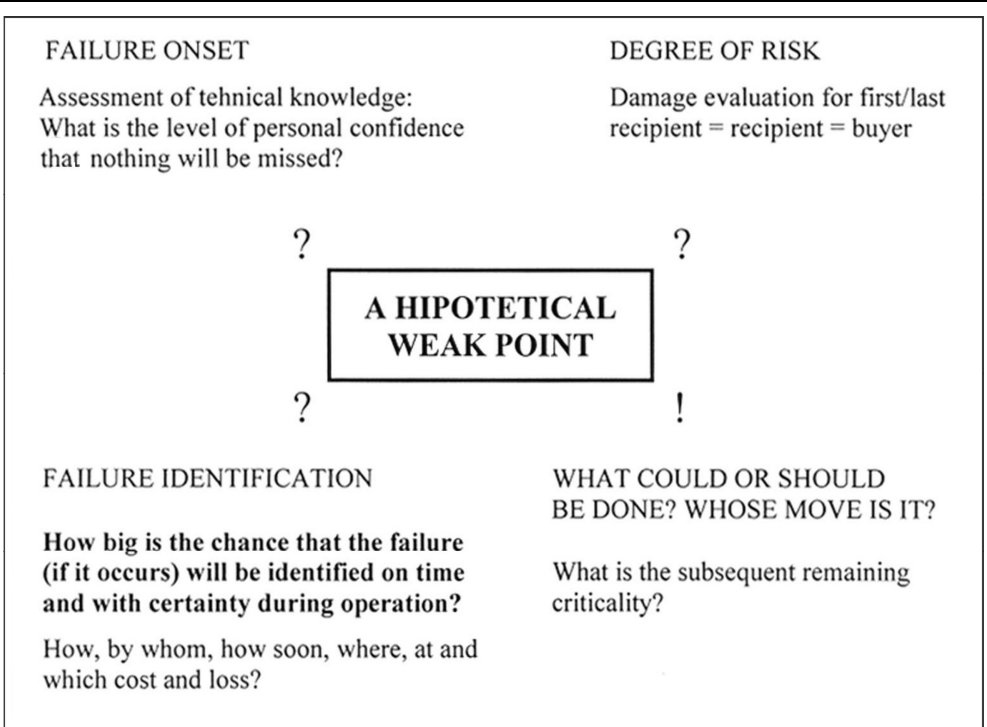 FAILURE ONSET
Assessment of tehnical knowledge:
What is the level of personal confidence
that nothing will be missed?
DEGREE OF RISK
Damage evaluation for first/last
recipient = recipient = buyer
?
?
A HIPOTETICAL
WEAK POINT
?
!
FAILURE IDENTIFICATION
How big is the chance that the failure
(if it occurs) will be identified on time
and with certainty during operation?
How, by whom, how soon, where, at and
which cost and loss?
WHAT COULD OR SHOULD
BE DONE? WHOSE MOVE IS IT?
What is the subsequent remaining
criticality?